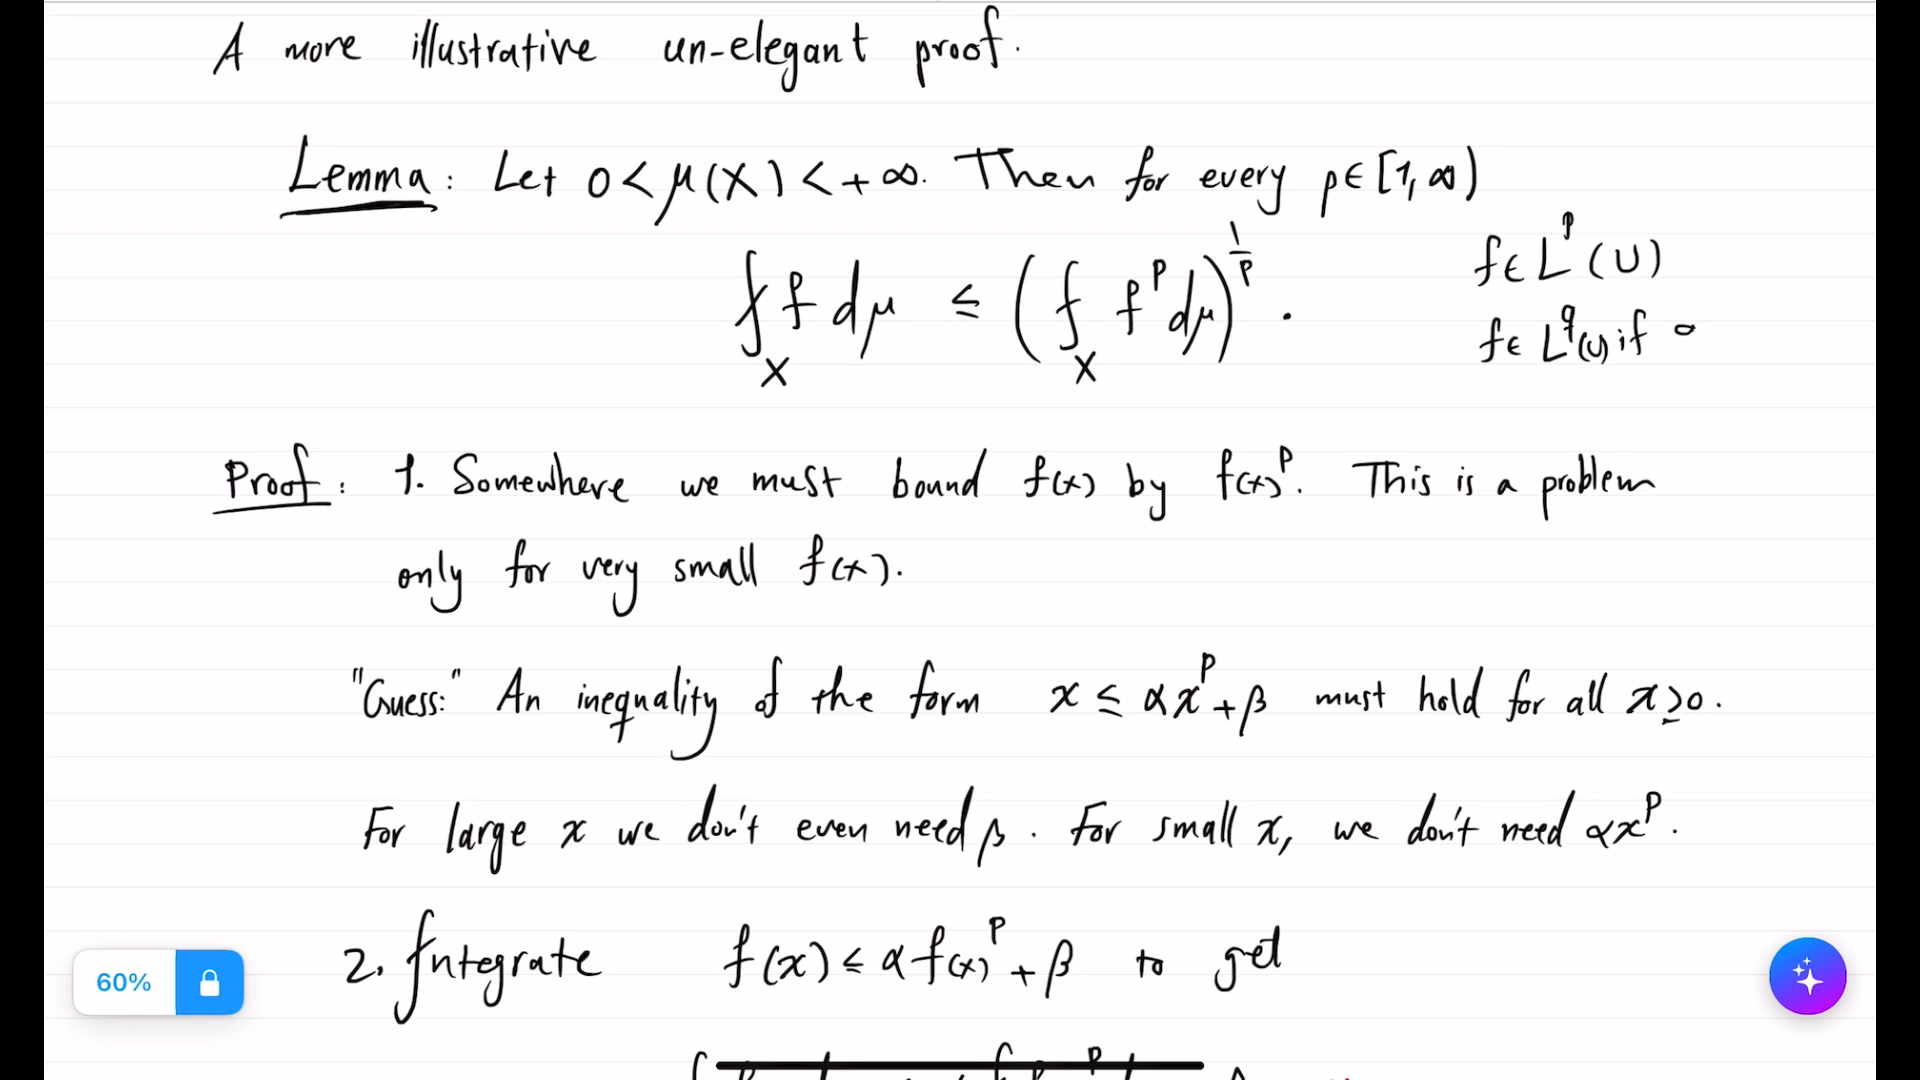 A more illustrative un-elegant proof.
Lemma: Let 0 < μ(X) < +∞. Then for every p∈[1,∞)
⨍_X f dμ ≤ (⨍_X f^p dμ)^{1/p}.
f∈L^p(U)
f∈L^q(U) if
Proof: 1. Somewhere we must bound f(x) by f(x)^p. This is a problem
only for very small f(x).
"Guess:" An inequality of the form x ≤ αx^p + β must hold for all x≥0.
For large x we don't even need β. For small x, we don't need αx^p.
2. Integrate f(x) ≤ αf(x)^p + β to get
60%